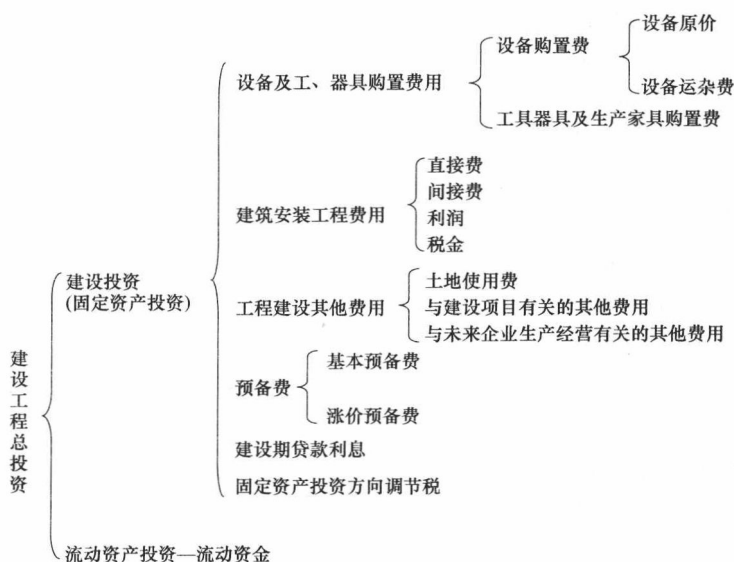 建设工程总投资
建设投资
(固定资产投资)
设备及工、器具购置费用
设备购置费
设备原价
设备运杂费
工具器具及生产家具购置费
建筑安装工程费用
直接费
间接费
利润
税金
工程建设其他费用
土地使用费
与建设项目有关的其他费用
与未来企业生产经营有关的其他费用
预备费
基本预备费
涨价预备费
建设期贷款利息
固定资产投资方向调节税
流动资产投资—流动资金